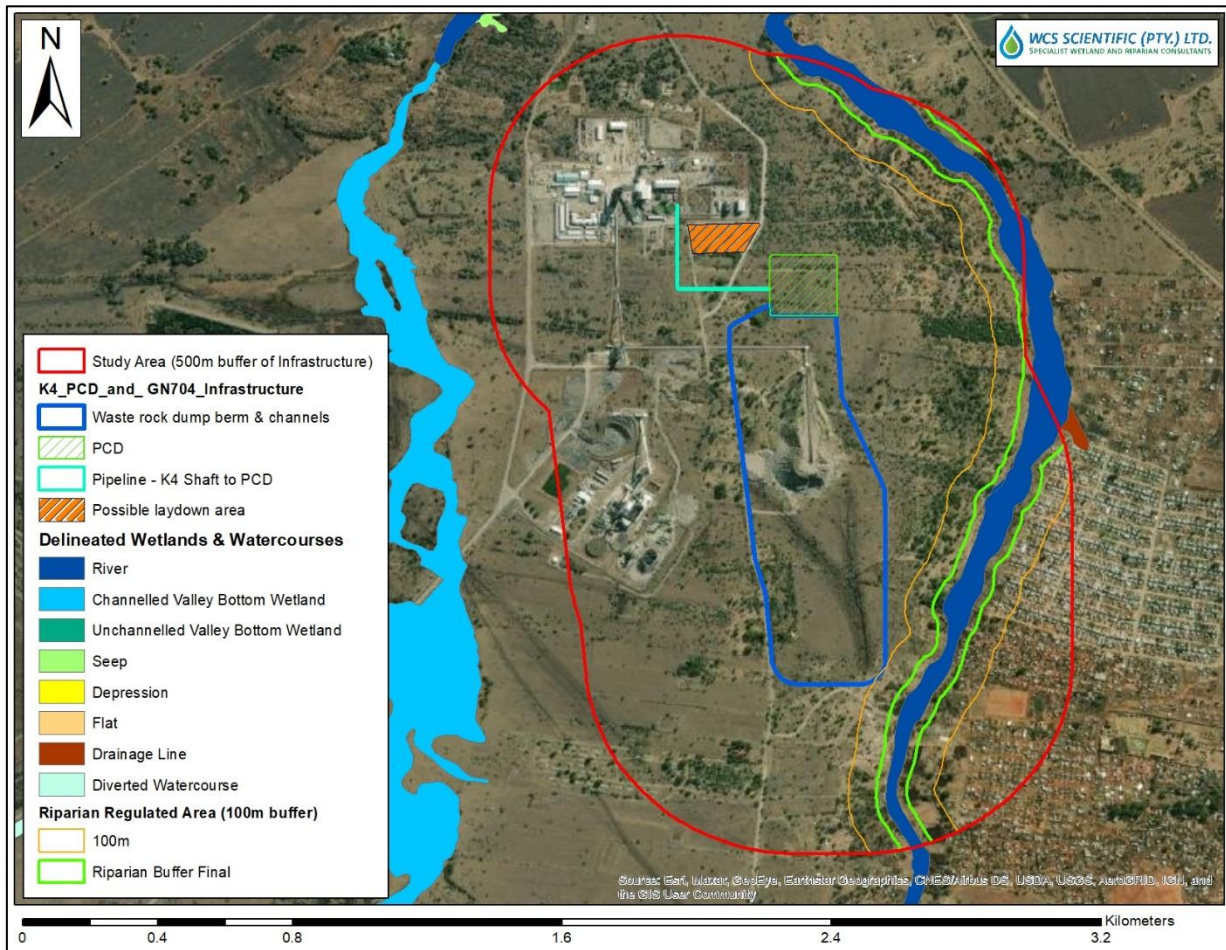 N
WCS SCIENTIFIC (PTY.) LTD.
SPECIALIST WETLAND AND RIPARIAN CONSULTANTS
Study Area (500m buffer of Infrastructure)
K4_PCD_and_ GN704_Infrastructure
Waste rock dump berm & channels
PCD
Pipeline - K4 Shaft to PCD
Possible laydown area
Delineated Wetlands & Watercourses
River
Channelled Valley Bottom Wetland
Unchannelled Valley Bottom Wetland
Seep
Depression
Flat
Drainage Line
Diverted Watercourse
Riparian Regulated Area (100m buffer)
100m
Riparian Buffer Final
Source: Esri, Maxar, GeoEye, Earthstar Geographics, CNES/Airbus DS, USDA, USGS, AeroGRID, IGN, and
the GIS User Community
Kilometers
0 0.4 0.8 1.6 2.4 3.2